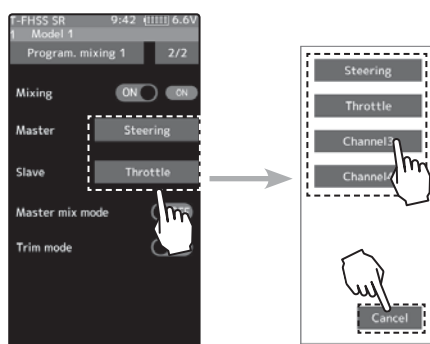 T-FHSS SR 9:42 6.6V
1 Model 1
Program. mixing 1 2/2
Mixing ON ON
Master Steering
Slave Throttle
Master mix mode
Trim mode
Steering
Throttle
Channel3
Channel4
Cancel